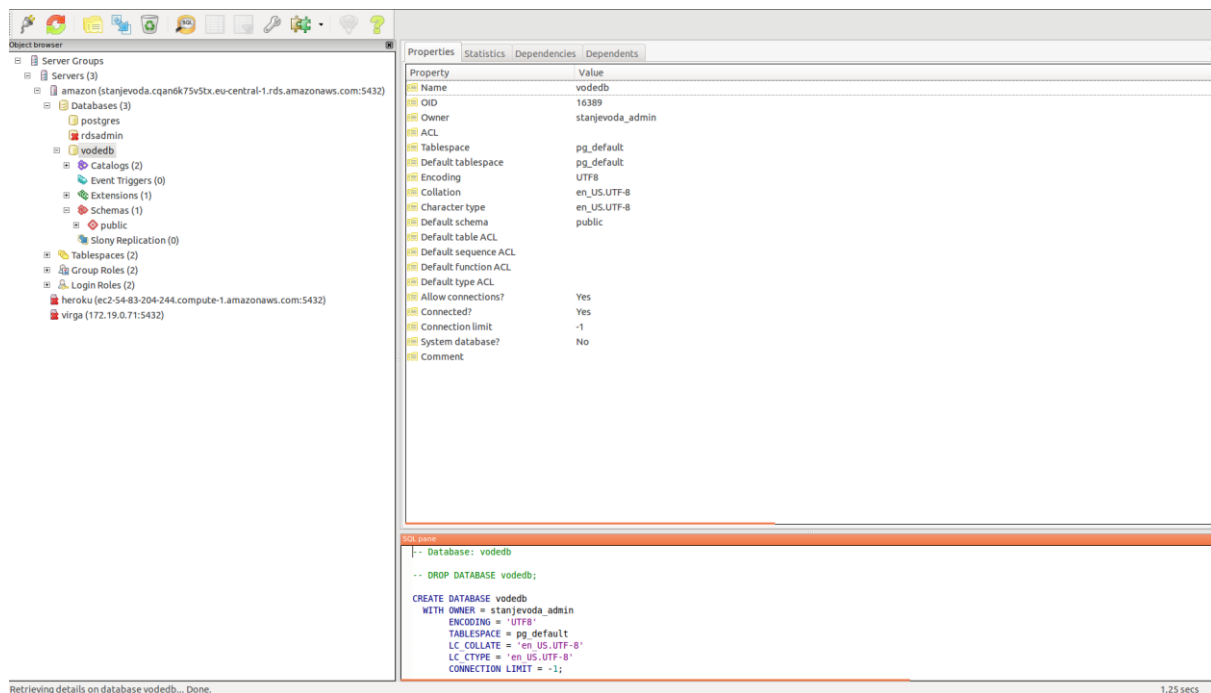 SQL
Object browser
Server Groups
Servers (3)
amazon (stanjevoda.cqan6k75v5tx.eu-central-1.rds.amazonaws.com:5432)
Databases (3)
postgres
rdsadmin
vodedb
Catalogs (2)
Event Triggers (0)
Extensions (1)
Schemas (1)
public
Slony Replication (0)
Tablespaces (2)
Group Roles (2)
Login Roles (2)
heroku (ec2-54-83-204-244.compute-1.amazonaws.com:5432)
virga (172.19.0.71:5432)
Properties Statistics Dependencies Dependents
Property Value
Name vodedb
OID 16389
Owner stanjevoda_admin
ACL
Tablespace pg_default
Default tablespace pg_default
Encoding UTF8
Collation en_US.UTF-8
Character type en_US.UTF-8
Default schema public
Default table ACL
Default sequence ACL
Default function ACL
Default type ACL
Allow connections? Yes
Connected? Yes
Connection limit -1
System database? No
Comment
SQL pane
-- Database: vodedb
-- DROP DATABASE vodedb;
CREATE DATABASE vodedb
WITH OWNER = stanjevoda_admin
ENCODING = 'UTF8'
TABLESPACE = pg_default
LC_COLLATE = 'en_US.UTF-8'
LC_CTYPE = 'en_US.UTF-8'
CONNECTION LIMIT = -1;
Retrieving details on database vodedb... Done. 1.25 secs